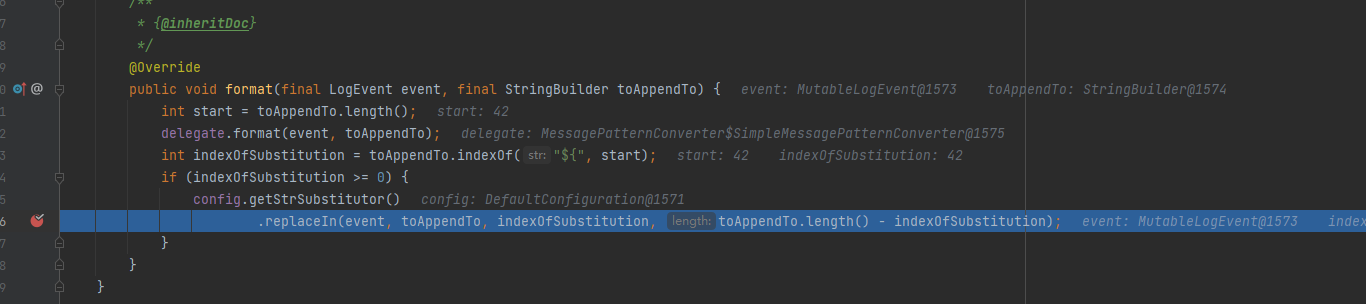 6 /**
7 * {@inheritDoc}
8 */
9 @Override
0 @ public void format(final LogEvent event, final StringBuilder toAppendTo) { event: MutableLogEvent@1573 toAppendTo: StringBuilder@1574
1 int start = toAppendTo.length(); start: 42
2 delegate.format(event, toAppendTo); delegate: MessagePatternConverter$SimpleMessagePatternConverter@1575
3 int indexOfSubstitution = toAppendTo.indexOf( str: "${", start); start: 42 indexOfSubstitution: 42
4 if (indexOfSubstitution >= 0) {
5 config.getStrSubstitutor() config: DefaultConfiguration@1571
6 .replaceIn(event, toAppendTo, indexOfSubstitution, length: toAppendTo.length() - indexOfSubstitution); event: MutableLogEvent@1573 index
7 }
8 }
9 }